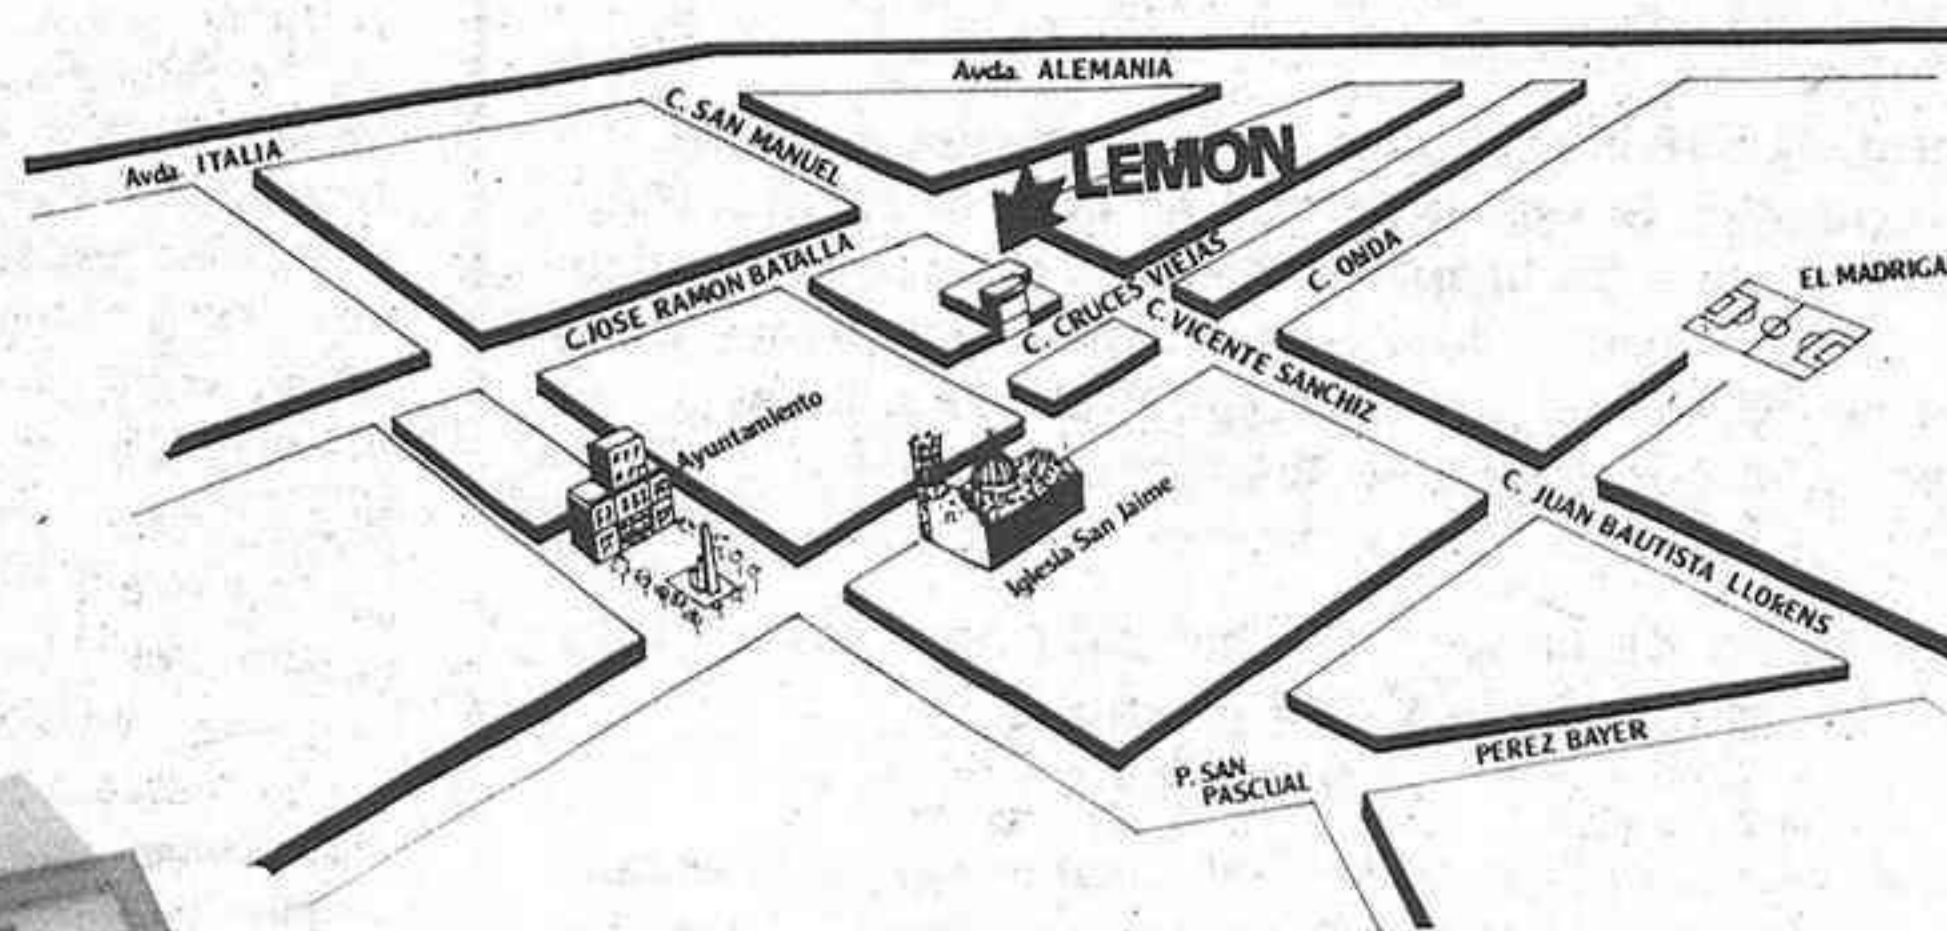 Avda. ALEMANIA
C. SAN MANUEL
LEMON
Avda. ITALIA
C. JOSE RAMON BATALLA
C. CRUCES VIEJAS
C. ONDA
EL MADRIGA
C. VICENTE SANCHIZ
Ayuntamiento
Iglesia San Jaime
C. JUAN BAUTISTA LLORENS
PEREZ BAYER
P. SAN
PASCUAL